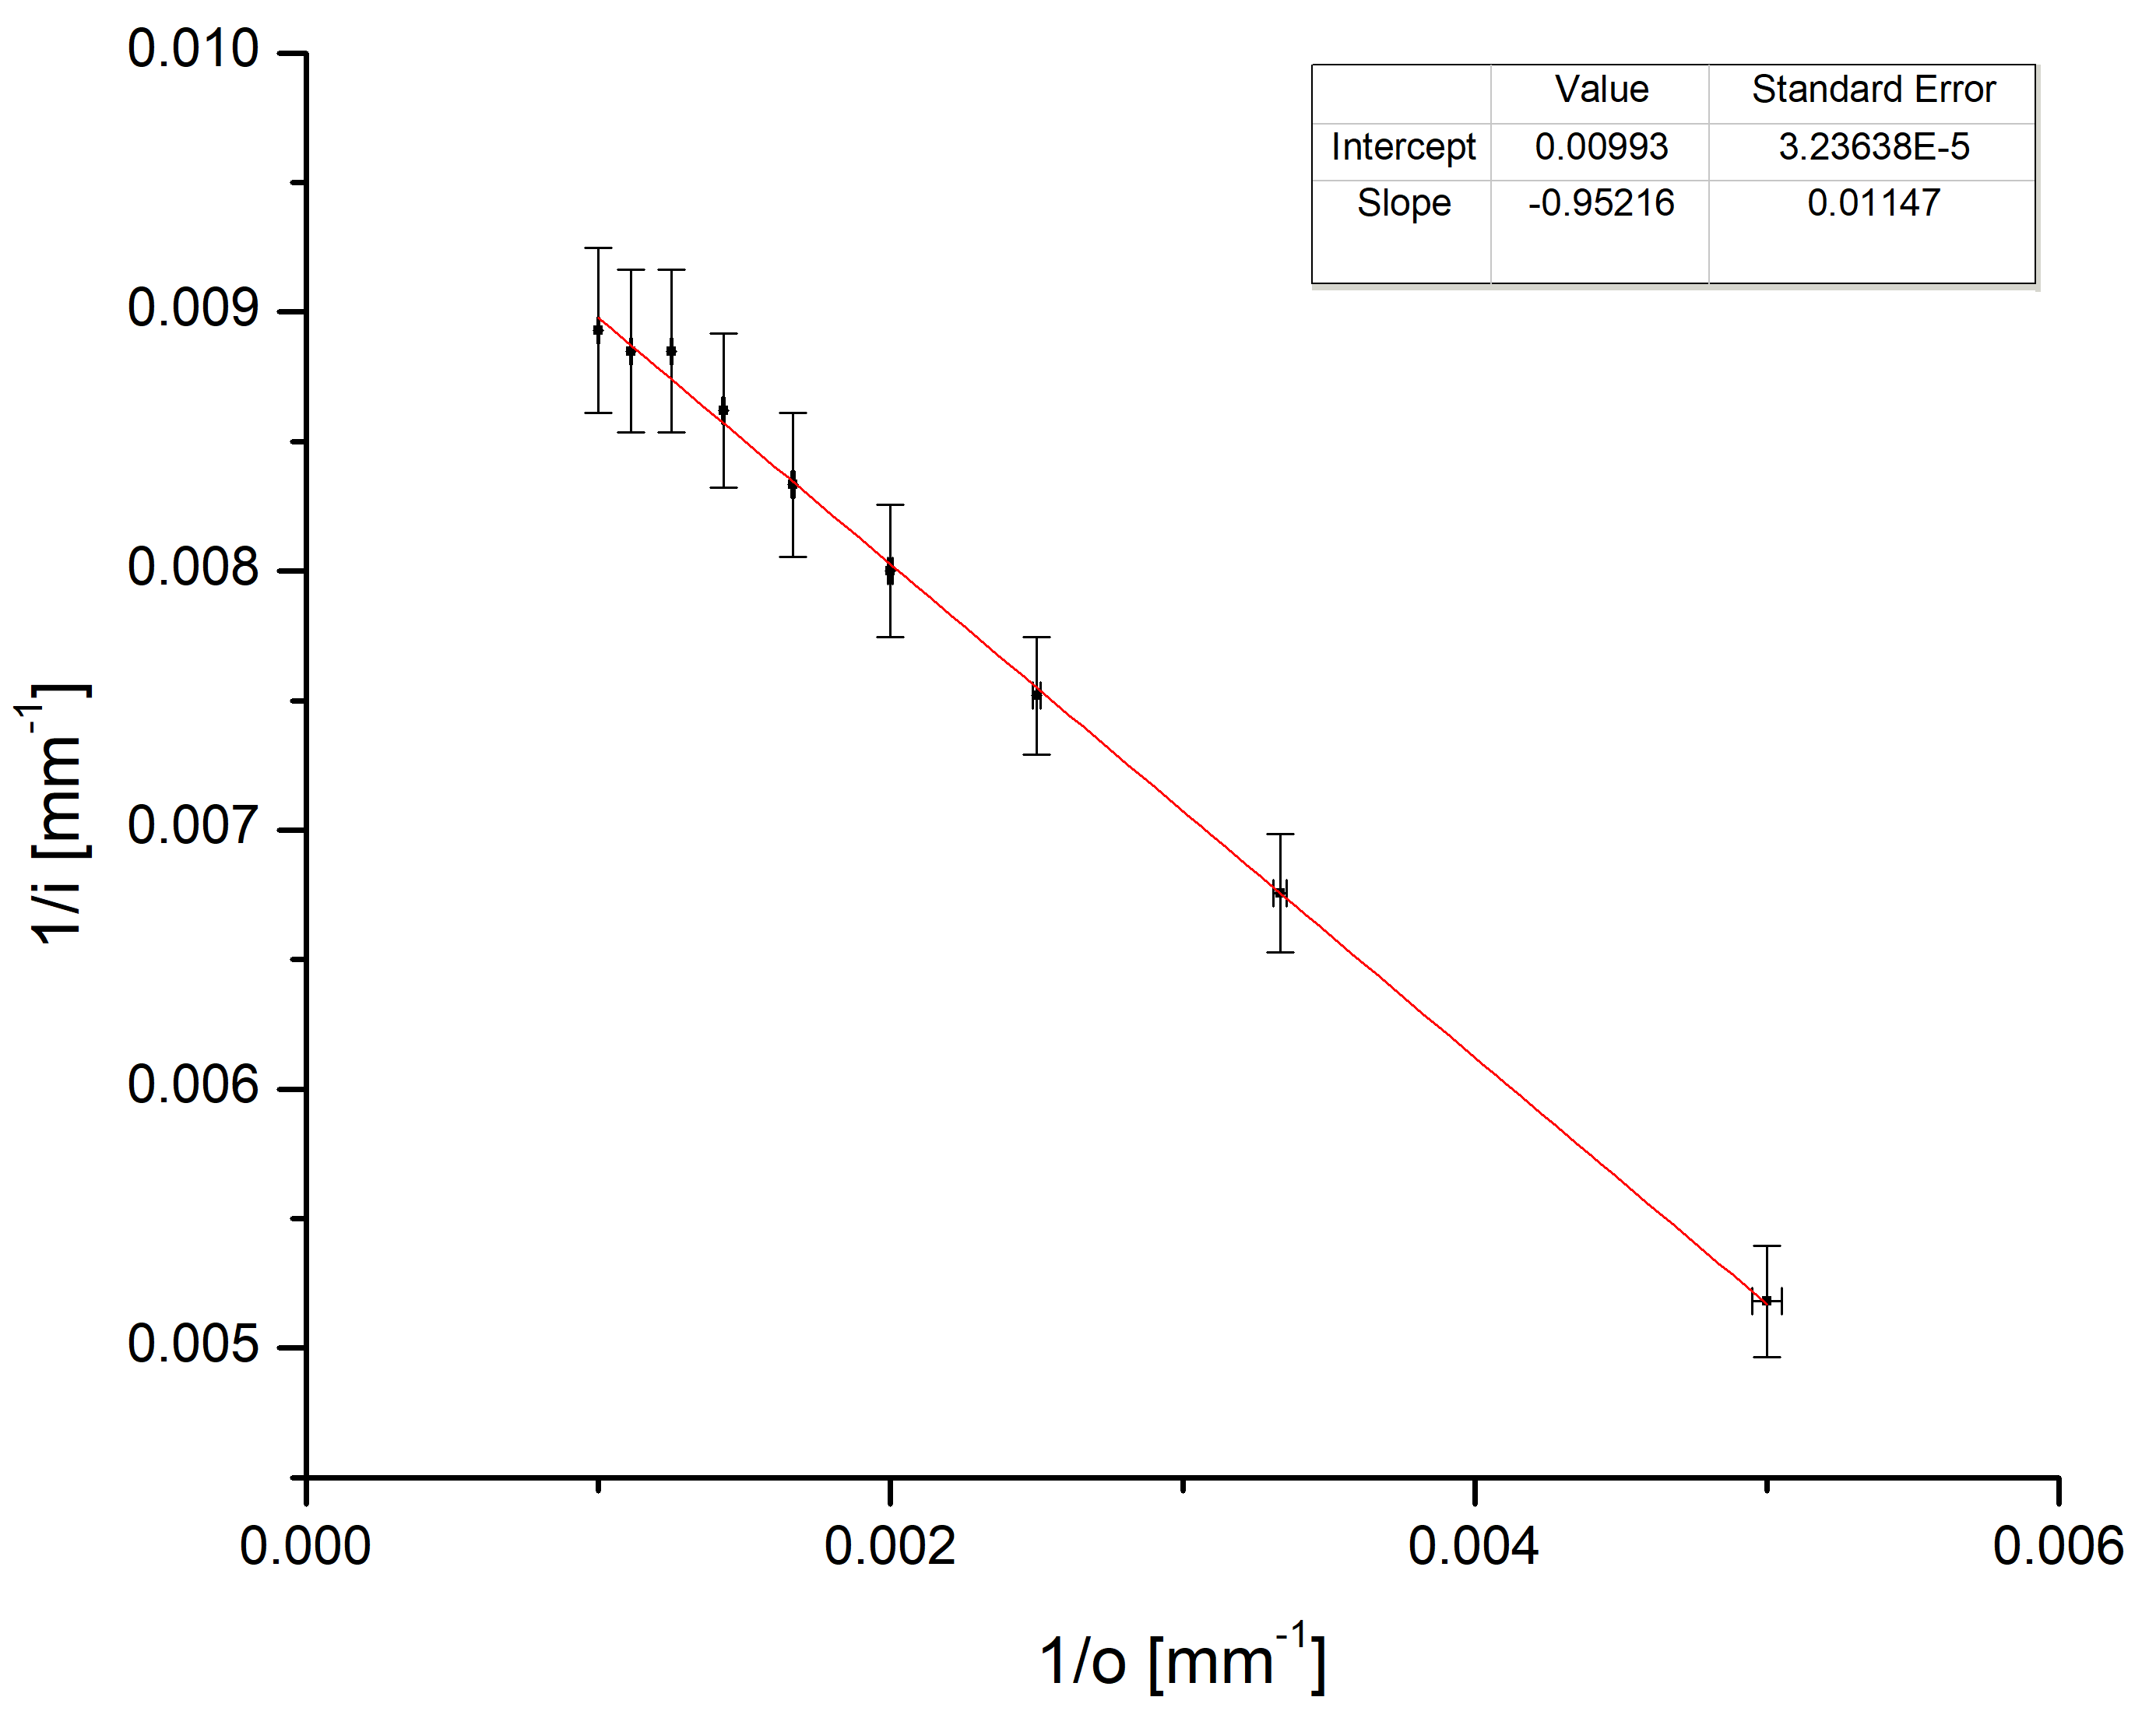 0.010
0.009
0.008
0.007
0.006
0.005
1/i [mm⁻¹]
Value Standard Error
Intercept 0.00993 3.23638E-5
Slope -0.95216 0.01147
0.000 0.002 0.004 0.006
1/o [mm⁻¹]